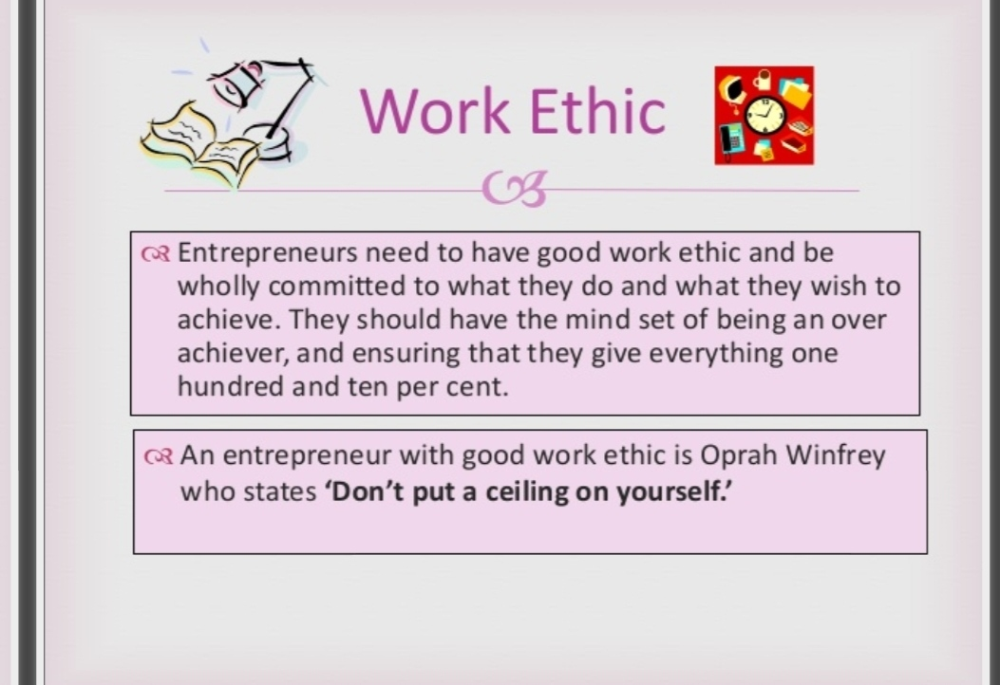 Work Ethic
Entrepreneurs need to have good work ethic and be
wholly committed to what they do and what they wish to
achieve. They should have the mind set of being an over
achiever, and ensuring that they give everything one
hundred and ten per cent.
An entrepreneur with good work ethic is Oprah Winfrey
who states ‘Don’t put a ceiling on yourself.’